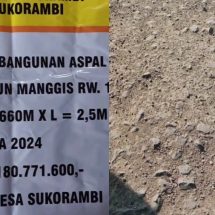 SUKORAMBI
BANGUNAN ASPAL
UN MANGGIS RW. 1
660M X L = 2,5M
A 2024
180.771.600,-
ESA SUKORAMBI